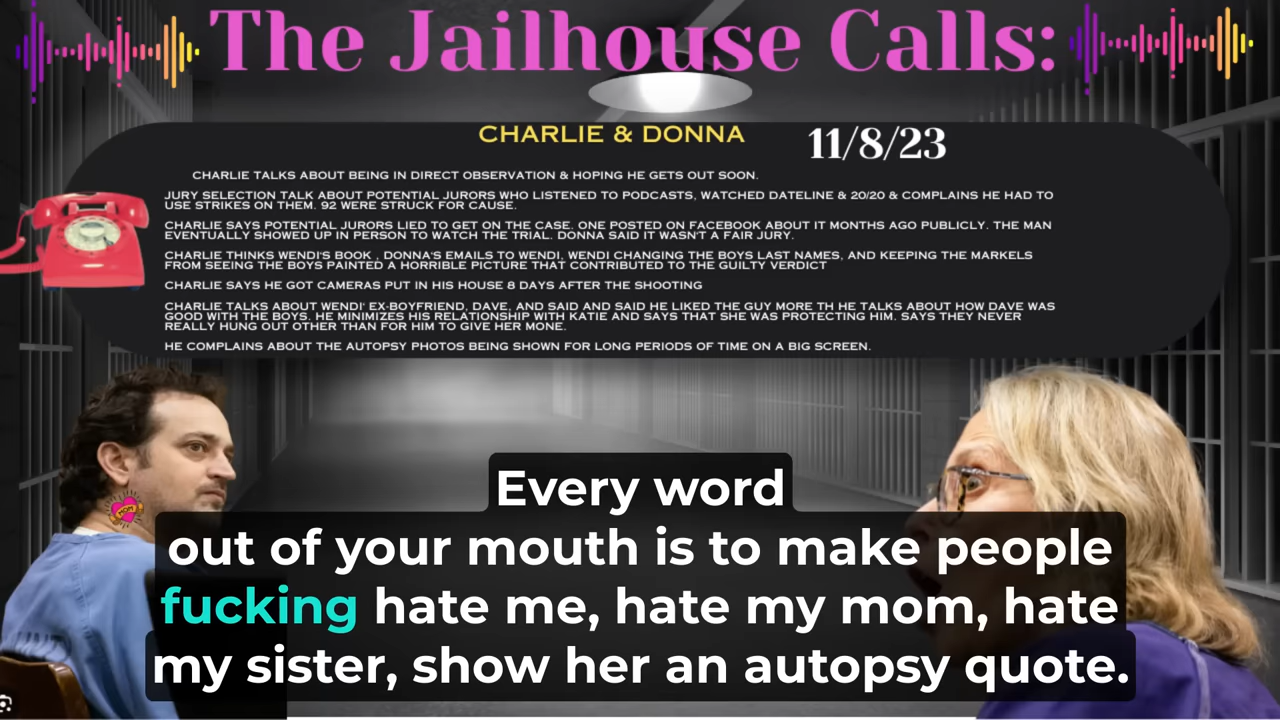 The Jailhouse Calls:
CHARLIE & DONNA
11/8/23
CHARLIE TALKS ABOUT BEING IN DIRECT OBSERVATION & HOPING HE GETS OUT SOON.
JURY SELECTION TALK ABOUT POTENTIAL JURORS WHO LISTENED TO PODCASTS, WATCHED DATELINE & 20/20 & COMPLAINS HE HAD TO
USE STRIKES ON THEM. 92 WERE STRUCK FOR CAUSE.
CHARLIE SAYS POTENTIAL JURORS LIED TO GET ON THE CASE. ONE POSTED ON FACEBOOK ABOUT IT MONTHS AGO PUBLICLY. THE MAN
EVENTUALLY SHOWED UP IN PERSON TO WATCH THE TRIAL. DONNA SAID IT WASN'T A FAIR JURY.
CHARLIE THINKS WENDI'S BOOK , DONNA'S EMAILS TO WENDI, WENDI CHANGING THE BOYS LAST NAMES, AND KEEPING THE MARKELS
FROM SEEING THE BOYS PAINTED A HORRIBLE PICTURE THAT CONTRIBUTED TO THE GUILTY VERDICT
CHARLIE SAYS HE GOT CAMERAS PUT IN HIS HOUSE 8 DAYS AFTER THE SHOOTING
CHARLIE TALKS ABOUT WENDI' EX-BOYFRIEND, DAVE, AND SAID AND SAID HE LIKED THE GUY MORE TH HE TALKS ABOUT HOW DAVE WAS
GOOD WITH THE BOYS. HE MINIMIZES HIS RELATIONSHIP WITH KATIE AND SAYS THAT SHE WAS PROTECTING HIM. SAYS THEY NEVER
REALLY HUNG OUT OTHER THAN FOR HIM TO GIVE HER MONE.
HE COMPLAINS ABOUT THE AUTOPSY PHOTOS BEING SHOWN FOR LONG PERIODS OF TIME ON A BIG SCREEN.
MOM
Every word
out of your mouth is to make people
fucking hate me, hate my mom, hate
my sister, show her an autopsy quote.